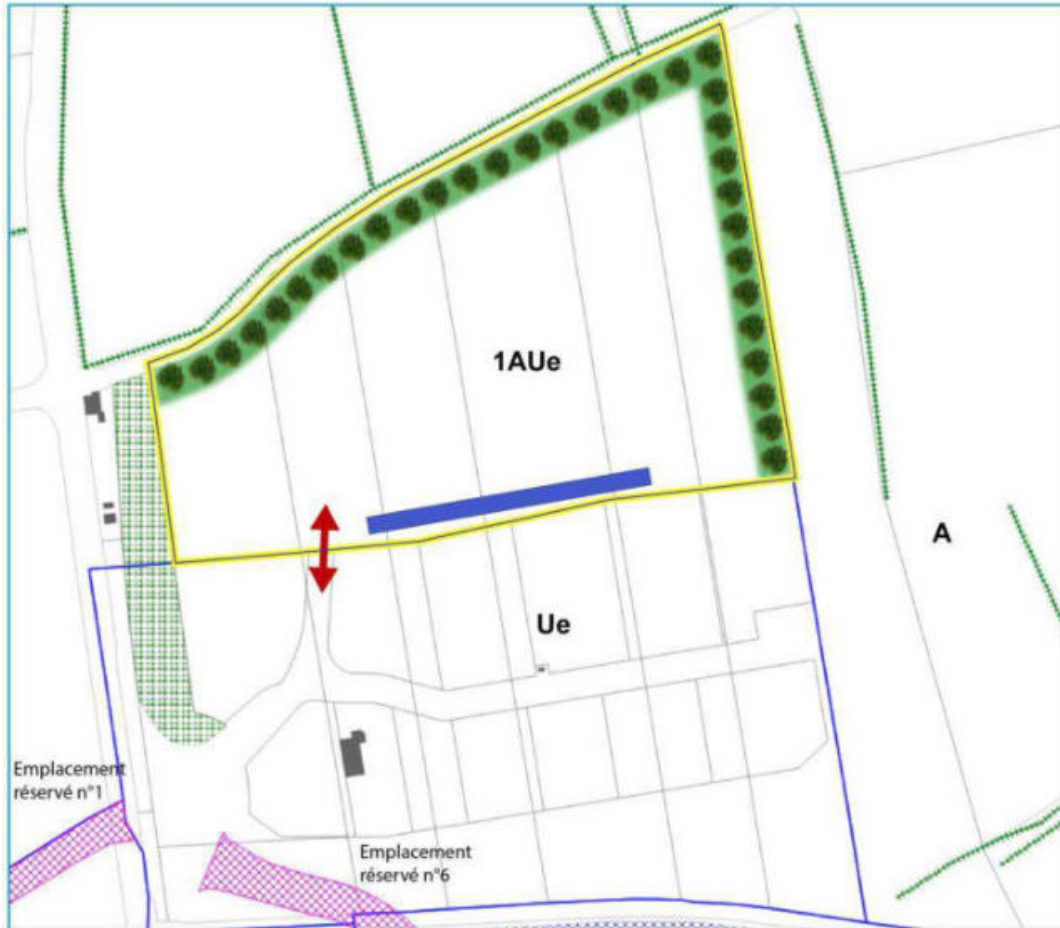 1AUe
A
Ue
Emplacement
réservé n°1
Emplacement
réservé n°6